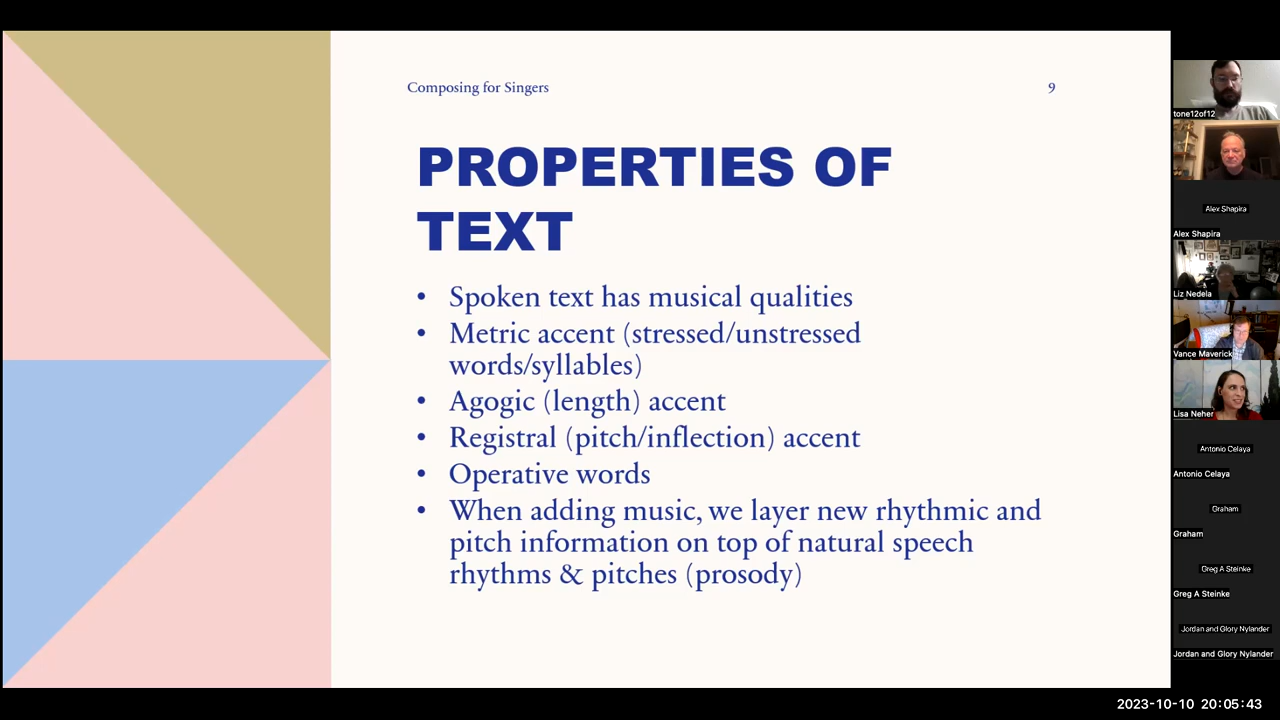 Composing for Singers
9
PROPERTIES OF
TEXT
• Spoken text has musical qualities
• Metric accent (stressed/unstressed
words/syllables)
• Agogic (length) accent
• Registral (pitch/inflection) accent
• Operative words
• When adding music, we layer new rhythmic and
pitch information on top of natural speech
rhythms & pitches (prosody)
tone12of12
Alex Shapira
Alex Shapira
Liz Nedela
Vance Maverick
Lisa Neher
Antonio Celaya
Antonio Celaya
Graham
Graham
Greg A Steinke
Greg A Steinke
Jordan and Glory Nylander
Jordan and Glory Nylander
2023-10-10 20:05:43